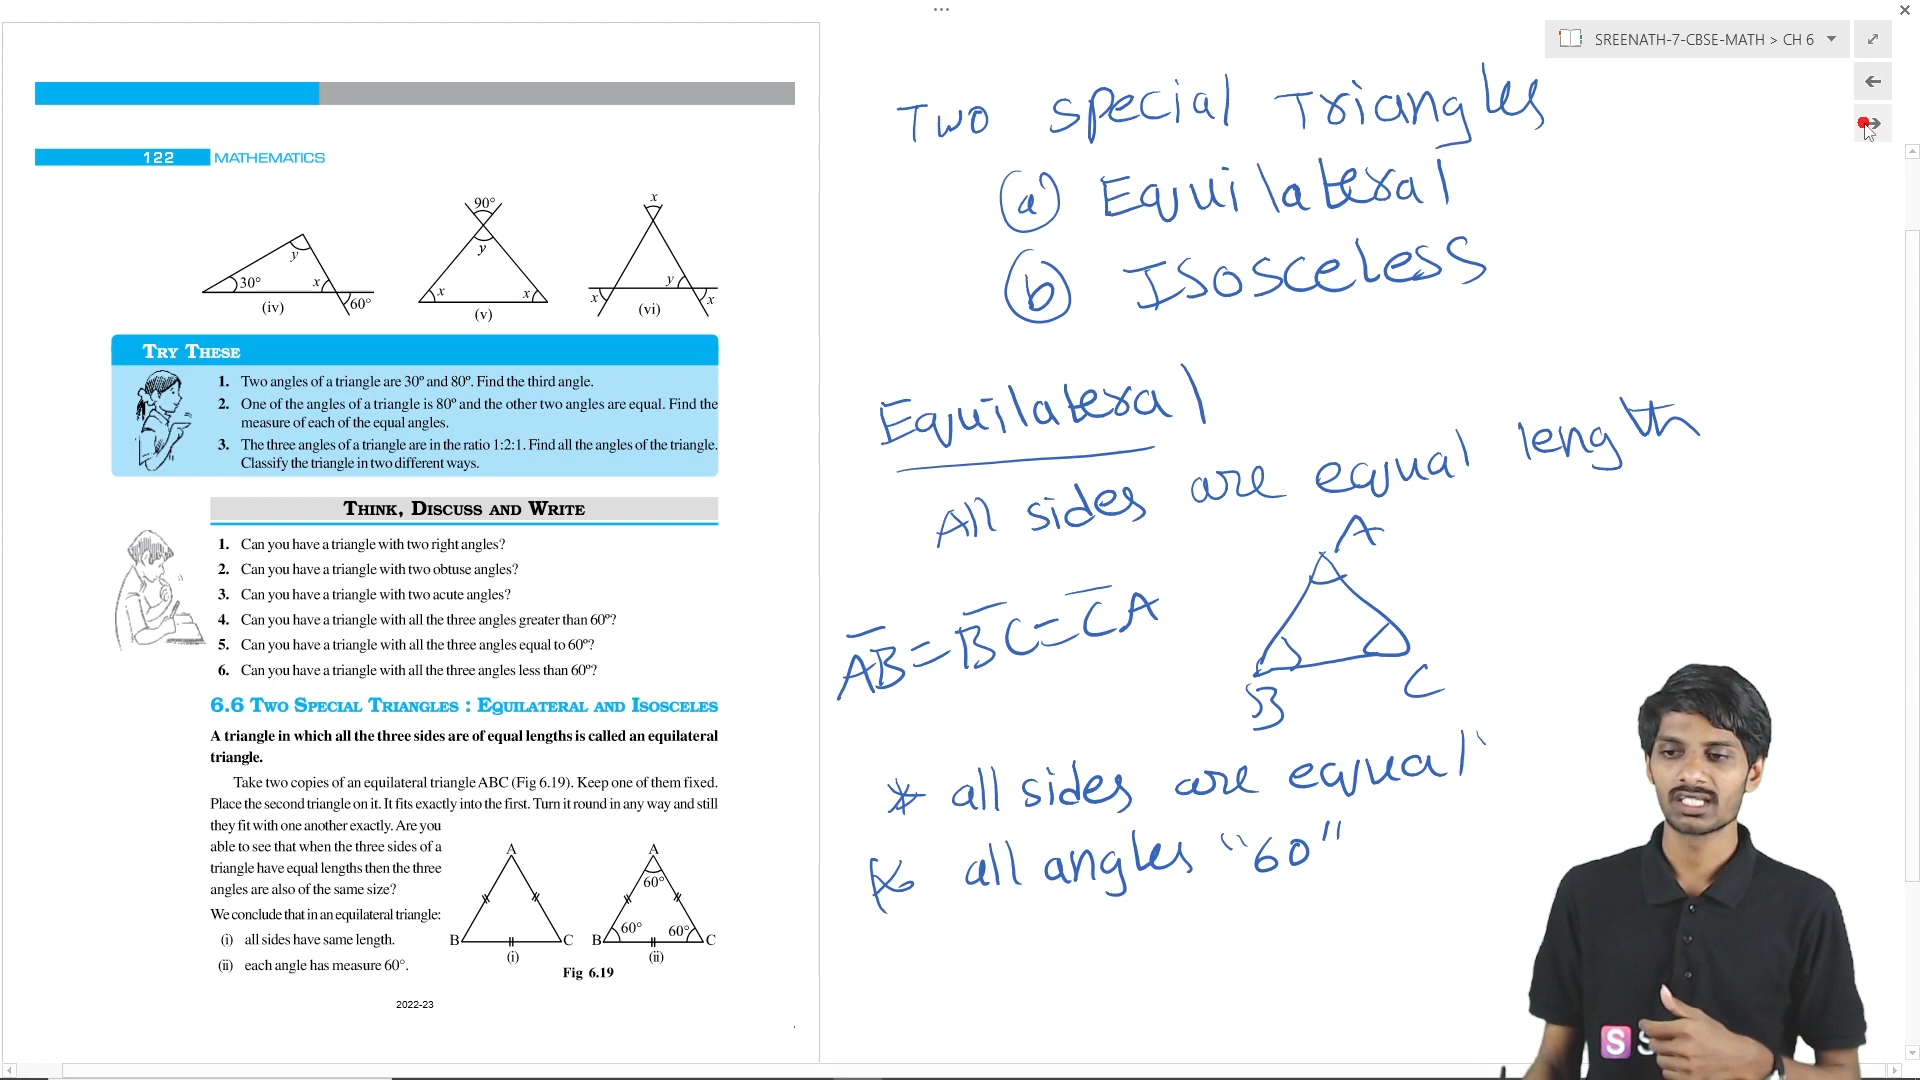 SREENATH-7-CBSE-MATH > CH 6
122 MATHEMATICS
90°
y
x
x
(v)
y
30°
x
60°
(iv)
x
y
x
x
(vi)
TRY THESE
1. Two angles of a triangle are 30º and 80º. Find the third angle.
2. One of the angles of a triangle is 80º and the other two angles are equal. Find the
measure of each of the equal angles.
3. The three angles of a triangle are in the ratio 1:2:1. Find all the angles of the triangle.
Classify the triangle in two different ways.
THINK, DISCUSS AND WRITE
1. Can you have a triangle with two right angles?
2. Can you have a triangle with two obtuse angles?
3. Can you have a triangle with two acute angles?
4. Can you have a triangle with all the three angles greater than 60º?
5. Can you have a triangle with all the three angles equal to 60º?
6. Can you have a triangle with all the three angles less than 60º?
6.6 TWO SPECIAL TRIANGLES : EQUILATERAL AND ISOSCELES
A triangle in which all the three sides are of equal lengths is called an equilateral
triangle.
Take two copies of an equilateral triangle ABC (Fig 6.19). Keep one of them fixed.
Place the second triangle on it. It fits exactly into the first. Turn it round in any way and still
they fit with one another exactly. Are you
able to see that when the three sides of a
triangle have equal lengths then the three
angles are also of the same size?
We conclude that in an equilateral triangle:
(i) all sides have same length.
(ii) each angle has measure 60°.
A
B
C
(i)
A
60°
60°
60°
B
C
(ii)
Fig 6.19
2022-23
Two special Triangles
(a) Equilateral
(b) Isosceless
Equilateral
All sides are equal length
AB = BC = CA
A
B
C
* all sides are equal
* all angles "60"
S S